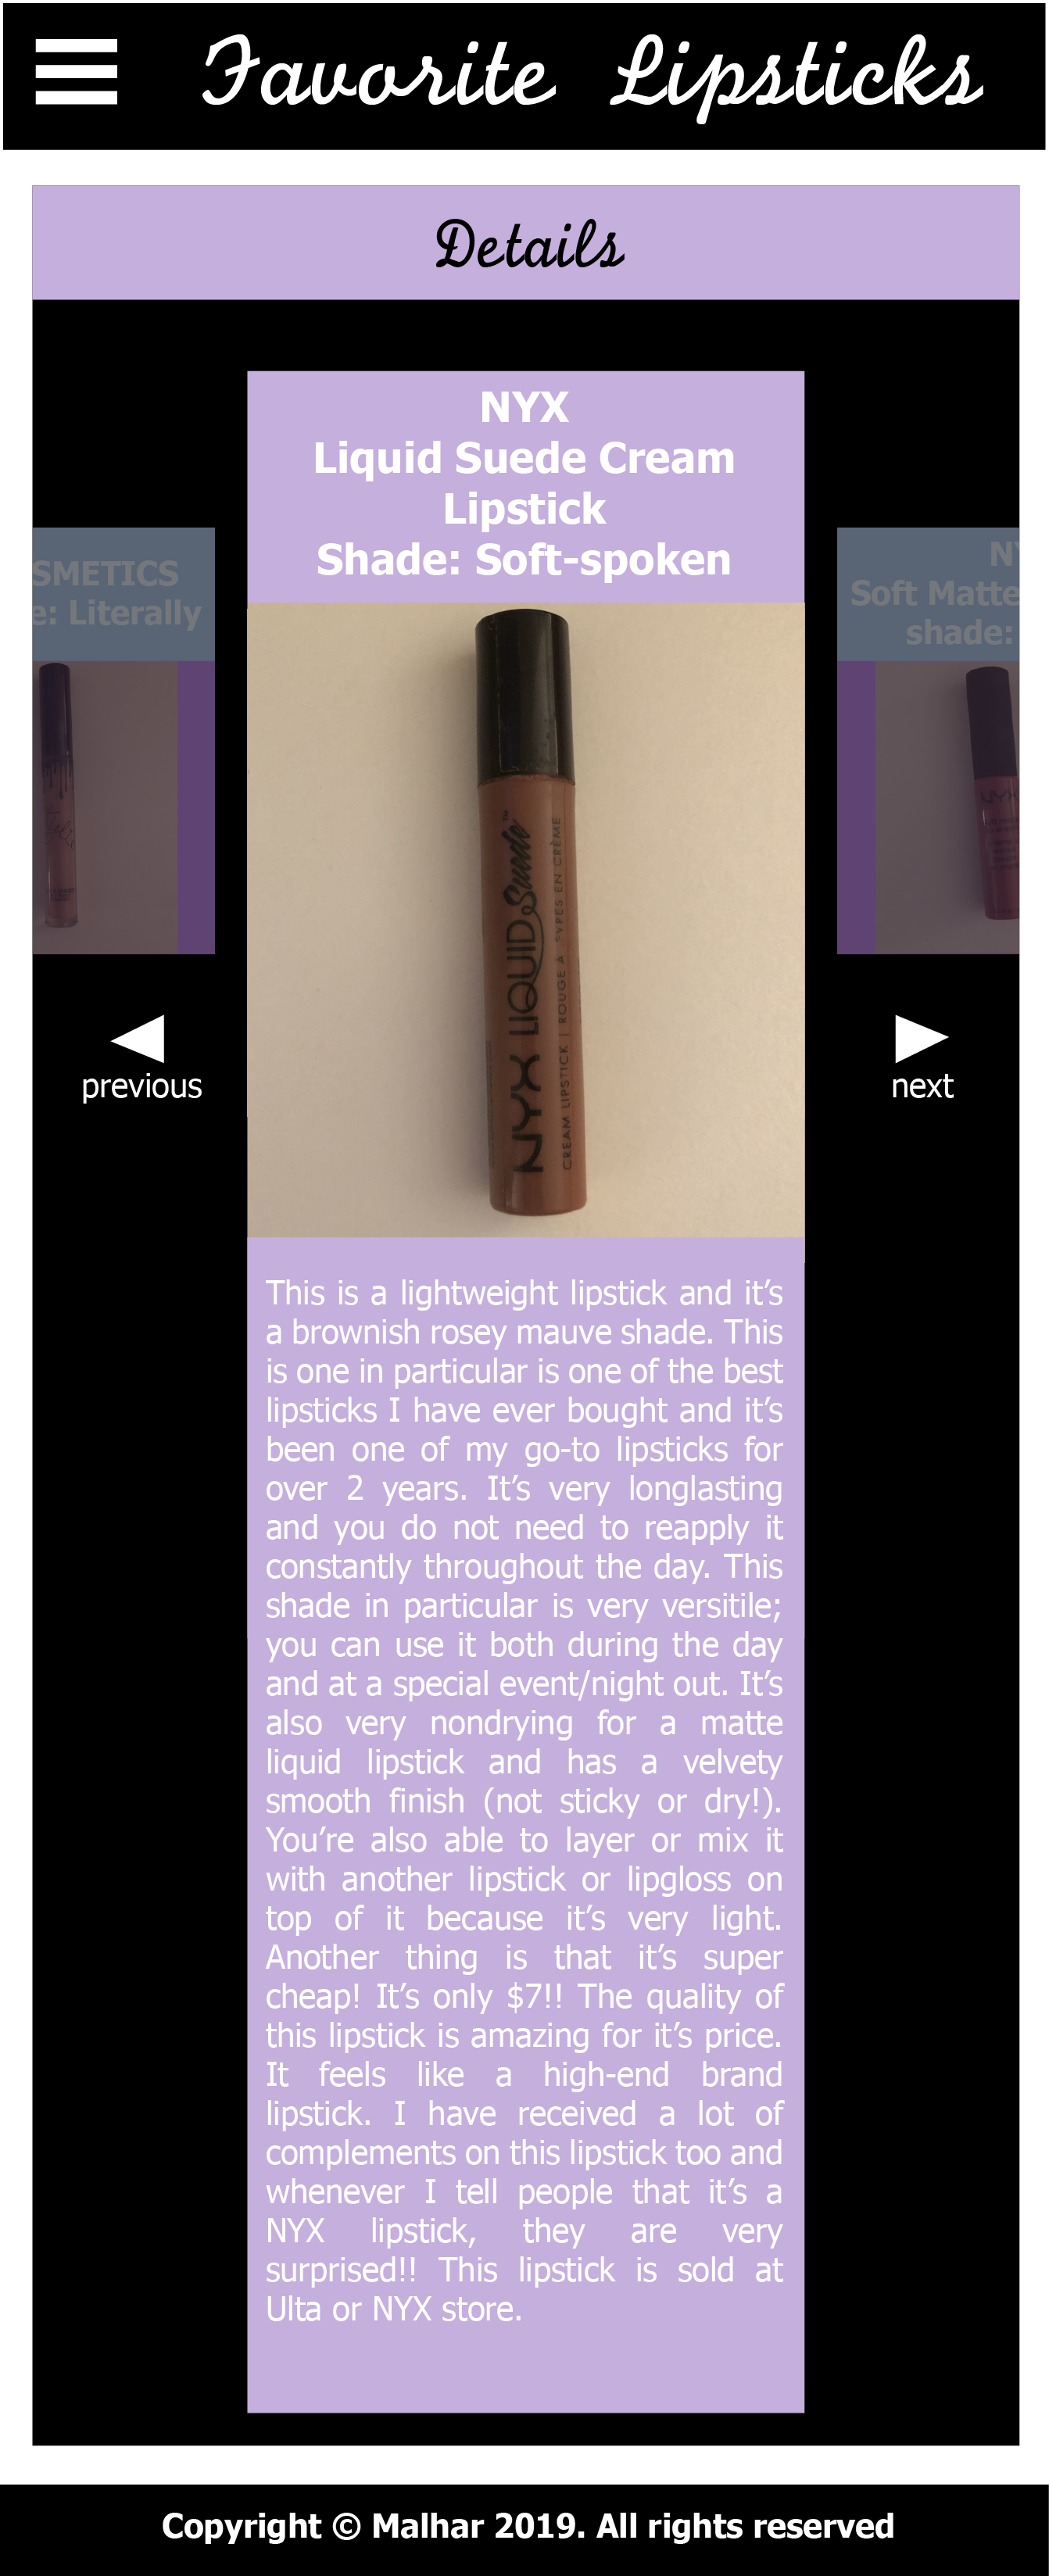 Favorite Lipsticks
Details
NYX
Liquid Suede Cream
Lipstick
Shade: Soft-spoken
SMETICS
e: Literally
NY
Soft Matte
shade:
NYX LIQUID Suede™
CREAM LIPSTICK | ROUGE À
EN CRÈME
NYX
previous
next
This is a lightweight lipstick and it’s
a brownish rosey mauve shade. This
is one in particular is one of the best
lipsticks I have ever bought and it’s
been one of my go-to lipsticks for
over 2 years. It’s very longlasting
and you do not need to reapply it
constantly throughout the day. This
shade in particular is very versitile;
you can use it both during the day
and at a special event/night out. It’s
also very nondrying for a matte
liquid lipstick and has a velvety
smooth finish (not sticky or dry!).
You’re also able to layer or mix it
with another lipstick or lipgloss on
top of it because it’s very light.
Another thing is that it’s super
cheap! It’s only $7!! The quality of
this lipstick is amazing for it’s price.
It feels like a high-end brand
lipstick. I have received a lot of
complements on this lipstick too and
whenever I tell people that it’s a
NYX lipstick, they are very
surprised!! This lipstick is sold at
Ulta or NYX store.
Copyright © Malhar 2019. All rights reserved